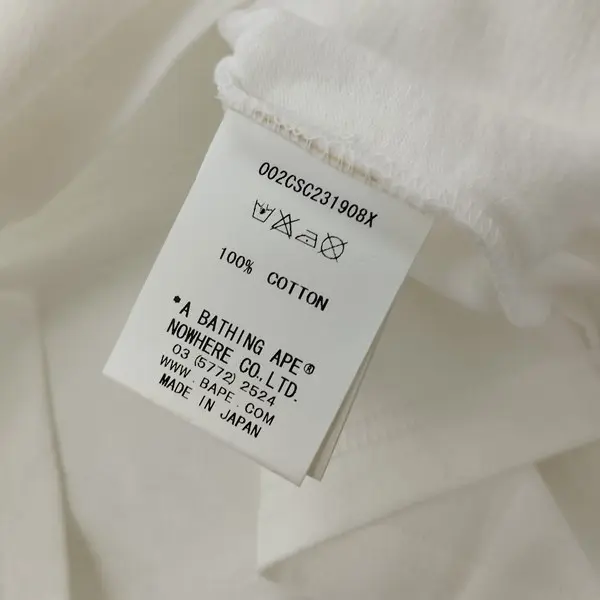 002CSC231908X
100% COTTON
*A BATHING APE®
NOWHERE CO.,LTD.
03 (5772) 2524
WWW.BAPE.COM
MADE IN JAPAN